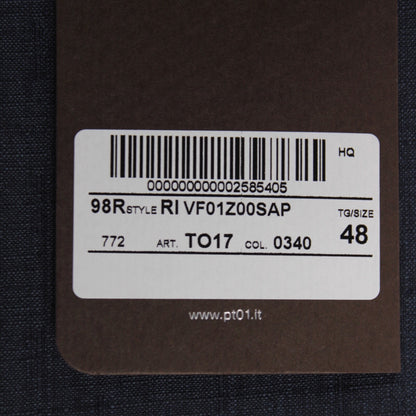 HQ
000000000002585405
98R STYLE RI VF01Z00SAP TG/SIZE
772 ART. TO17 COL. 0340 48
www.pt01.it